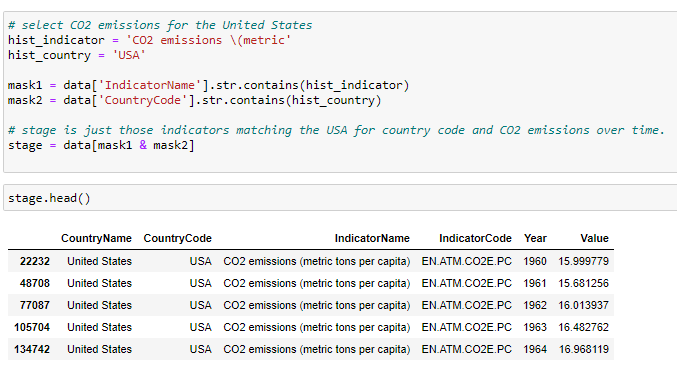 # select CO2 emissions for the United States
hist_indicator = 'CO2 emissions \(metric'
hist_country = 'USA'
mask1 = data['IndicatorName'].str.contains(hist_indicator)
mask2 = data['CountryCode'].str.contains(hist_country)
# stage is just those indicators matching the USA for country code and CO2 emissions over time.
stage = data[mask1 & mask2]
stage.head()
CountryName CountryCode IndicatorName IndicatorCode Year Value
22232 United States USA CO2 emissions (metric tons per capita) EN.ATM.CO2E.PC 1960 15.999779
48708 United States USA CO2 emissions (metric tons per capita) EN.ATM.CO2E.PC 1961 15.681256
77087 United States USA CO2 emissions (metric tons per capita) EN.ATM.CO2E.PC 1962 16.013937
105704 United States USA CO2 emissions (metric tons per capita) EN.ATM.CO2E.PC 1963 16.482762
134742 United States USA CO2 emissions (metric tons per capita) EN.ATM.CO2E.PC 1964 16.968119